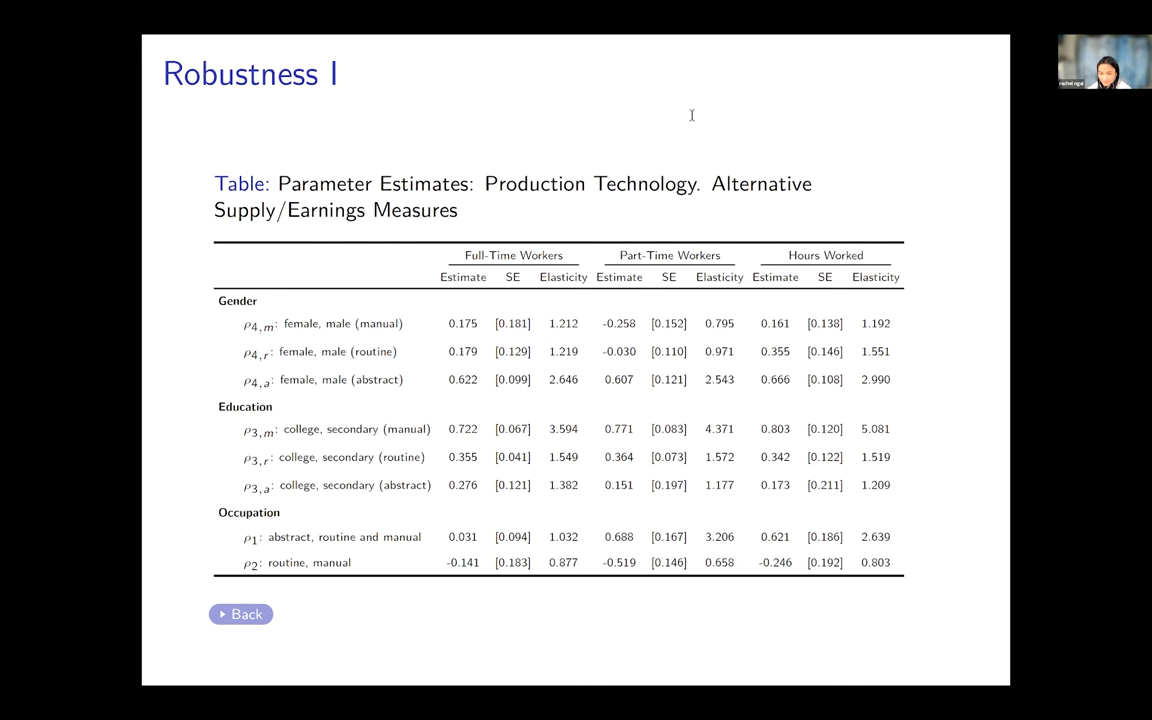 Robustness I
Table: Parameter Estimates: Production Technology. Alternative
Supply/Earnings Measures
Full-Time Workers Part-Time Workers Hours Worked
Estimate SE Elasticity Estimate SE Elasticity Estimate SE Elasticity
Gender
ρ4,m: female, male (manual) 0.175 [0.181] 1.212 -0.258 [0.152] 0.795 0.161 [0.138] 1.192
ρ4,r: female, male (routine) 0.179 [0.129] 1.219 -0.030 [0.110] 0.971 0.355 [0.146] 1.551
ρ4,a: female, male (abstract) 0.622 [0.099] 2.646 0.607 [0.121] 2.543 0.666 [0.108] 2.990
Education
ρ3,m: college, secondary (manual) 0.722 [0.067] 3.594 0.771 [0.083] 4.371 0.803 [0.120] 5.081
ρ3,r: college, secondary (routine) 0.355 [0.041] 1.549 0.364 [0.073] 1.572 0.342 [0.122] 1.519
ρ3,a: college, secondary (abstract) 0.276 [0.121] 1.382 0.151 [0.197] 1.177 0.173 [0.211] 1.209
Occupation
ρ1: abstract, routine and manual 0.031 [0.094] 1.032 0.688 [0.167] 3.206 0.621 [0.186] 2.639
ρ2: routine, manual -0.141 [0.183] 0.877 -0.519 [0.146] 0.658 -0.246 [0.192] 0.803
Back
rachel ngai